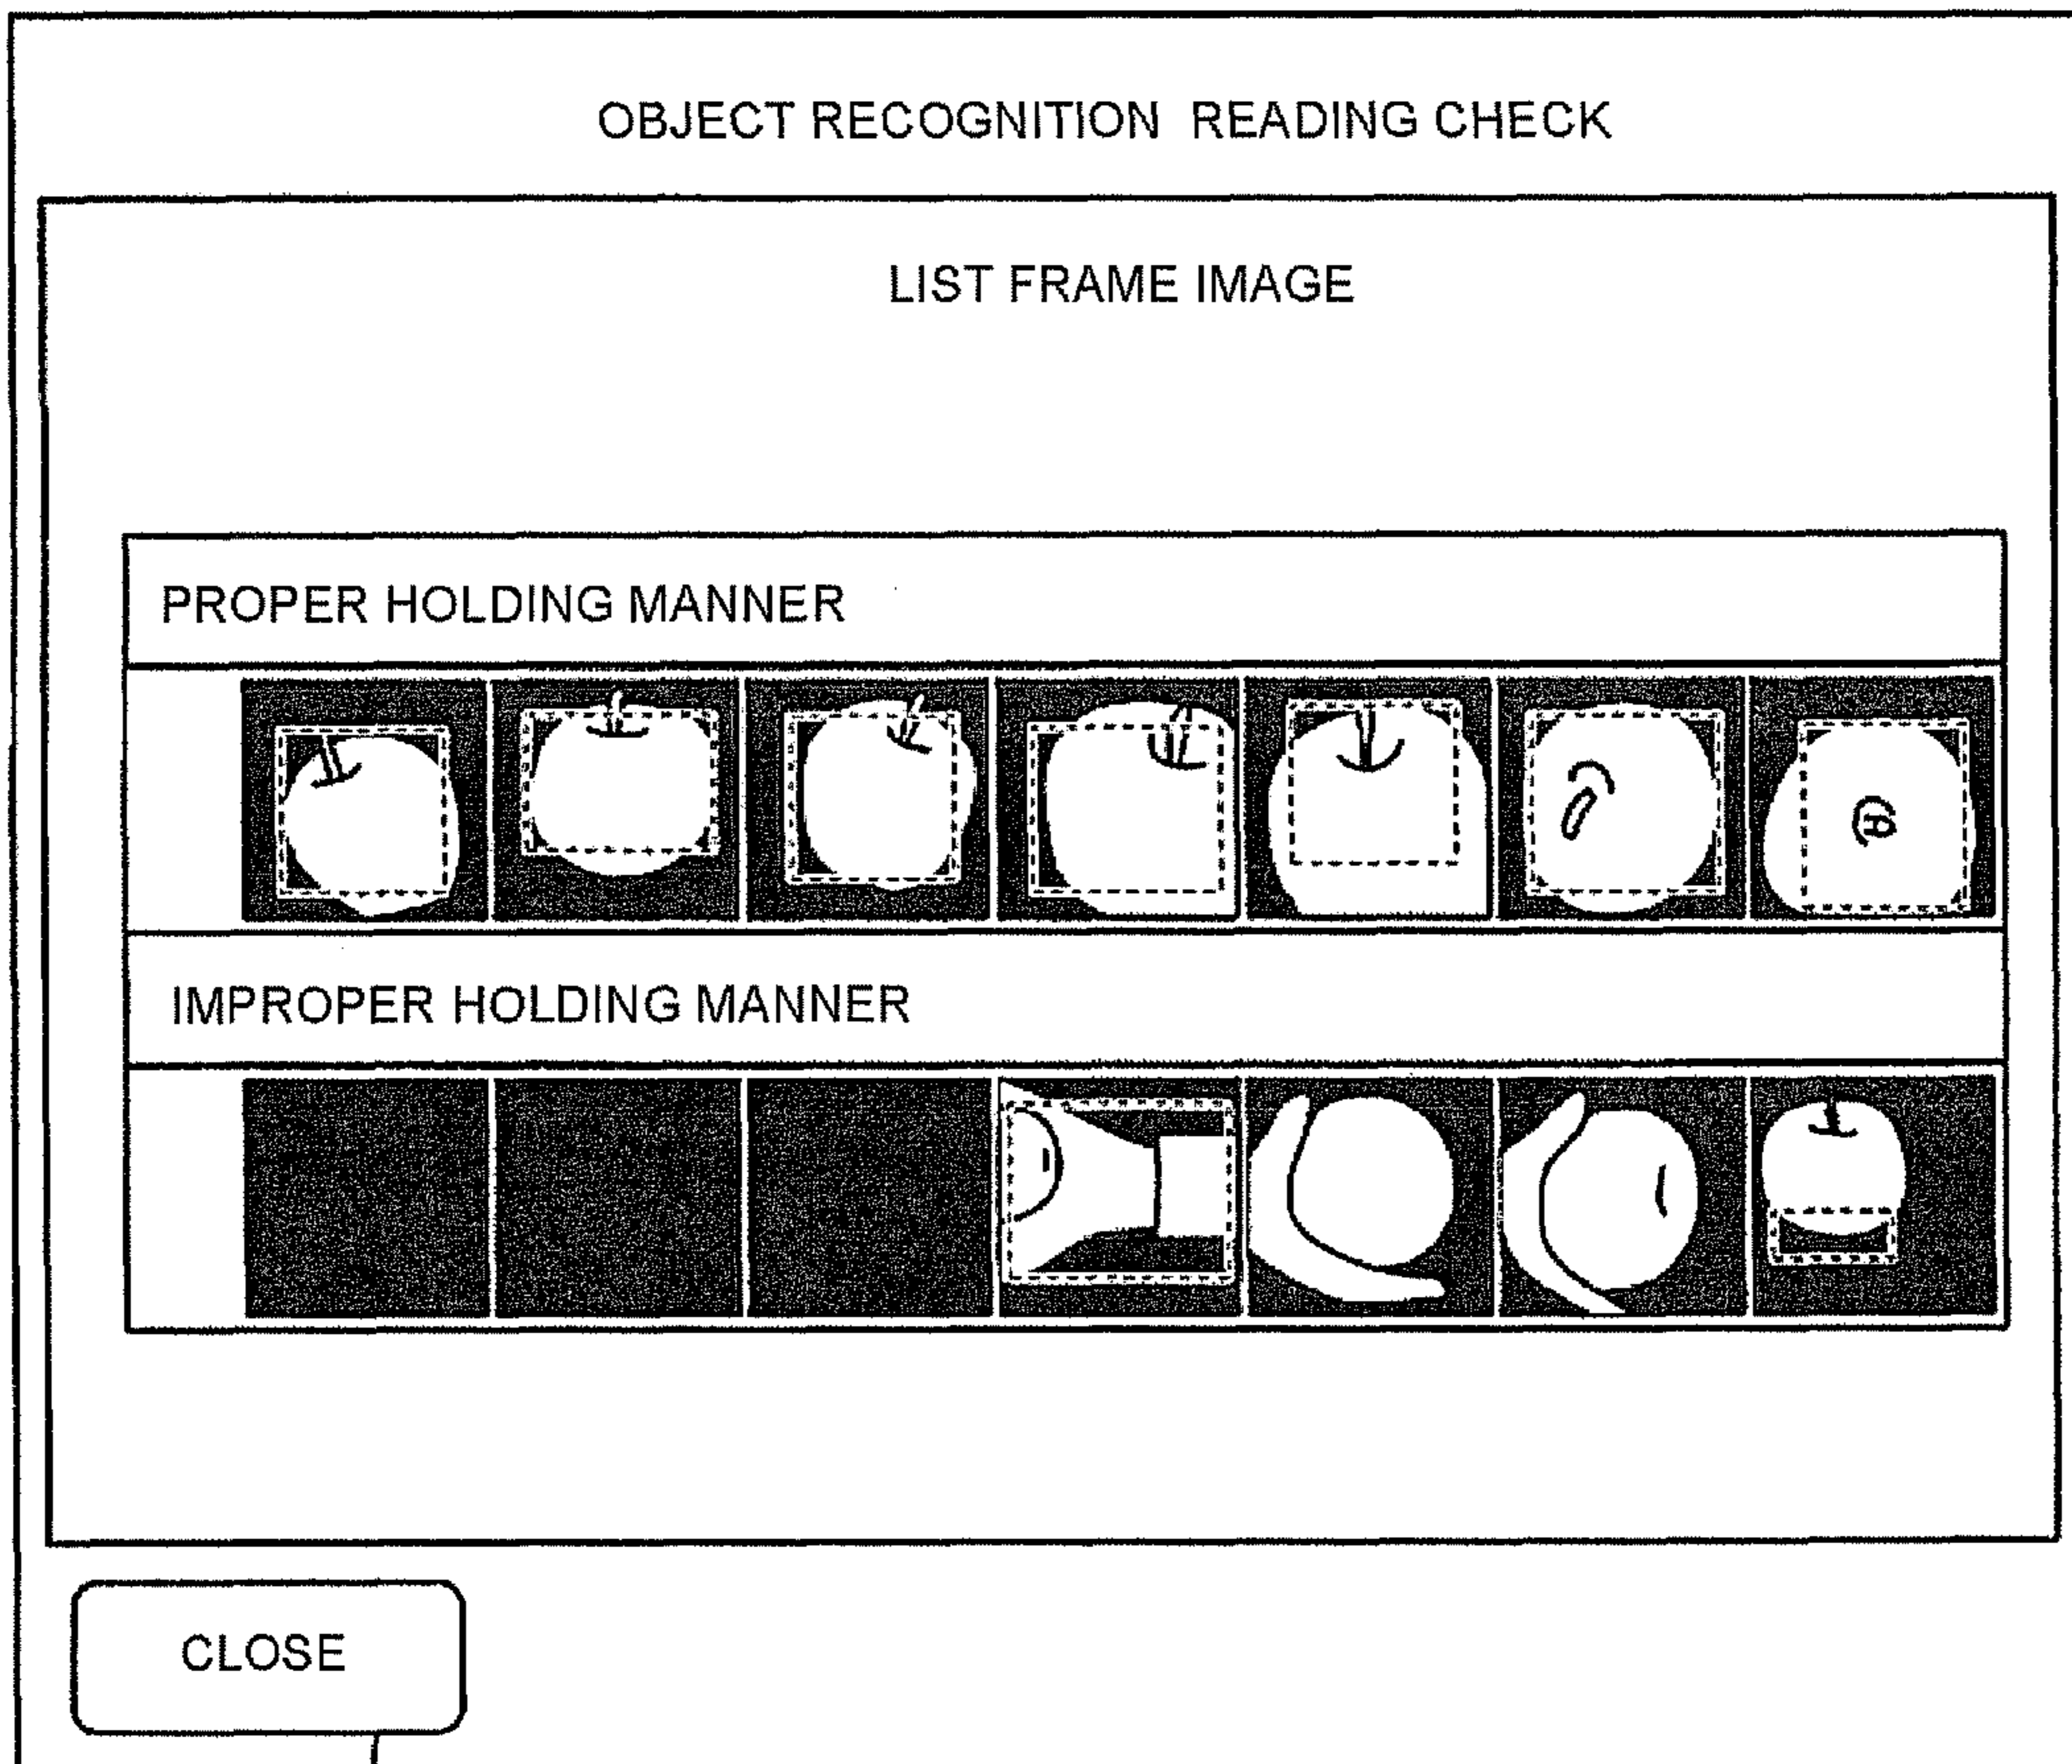 OBJECT RECOGNITION READING CHECK
LIST FRAME IMAGE
PROPER HOLDING MANNER
IMPROPER HOLDING MANNER
CLOSE